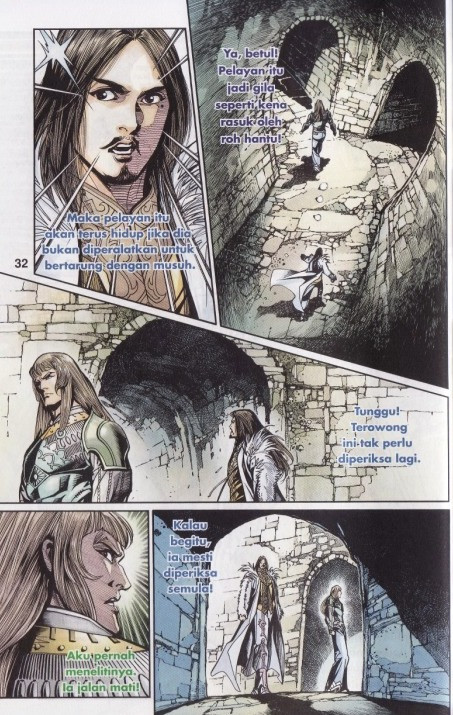 Maka pelayan itu
akan terus hidup jika dia
bukan diperalatkan untuk
bertarung dengan musuh.
Ya, betul!
Pelayan itu
jadi gila
seperti kena
rasuk oleh
roh hantu!
32
Tunggu!
Terowong
ini tak perlu
diperiksa lagi.
Aku pernah
menelitinya.
Ia jalan mati!
Kalau
begitu,
ia mesti
diperiksa
semula!